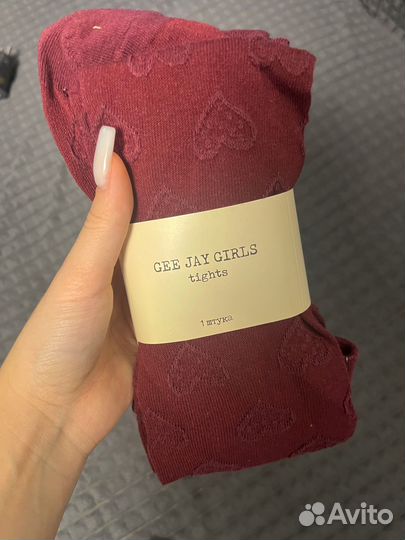 GEE JAY GIRLS
tights
1 штука
Avito